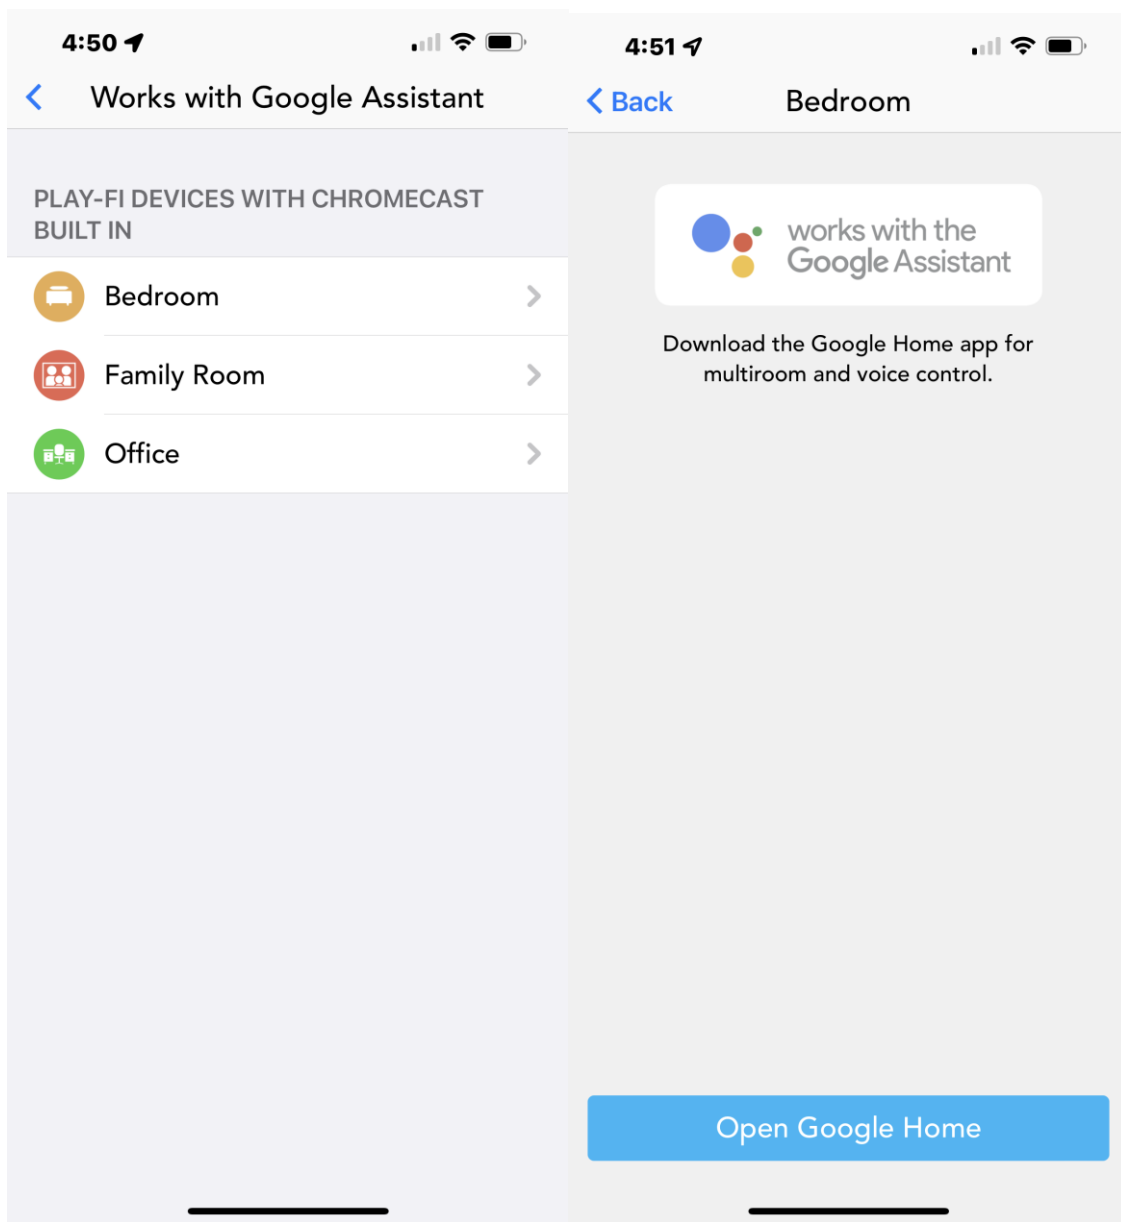 4:50
Works with Google Assistant
PLAY-FI DEVICES WITH CHROMECAST
BUILT IN
Bedroom
Family Room
Office
4:51
Back
Bedroom
works with the
Google Assistant
Download the Google Home app for
multiroom and voice control.
Open Google Home